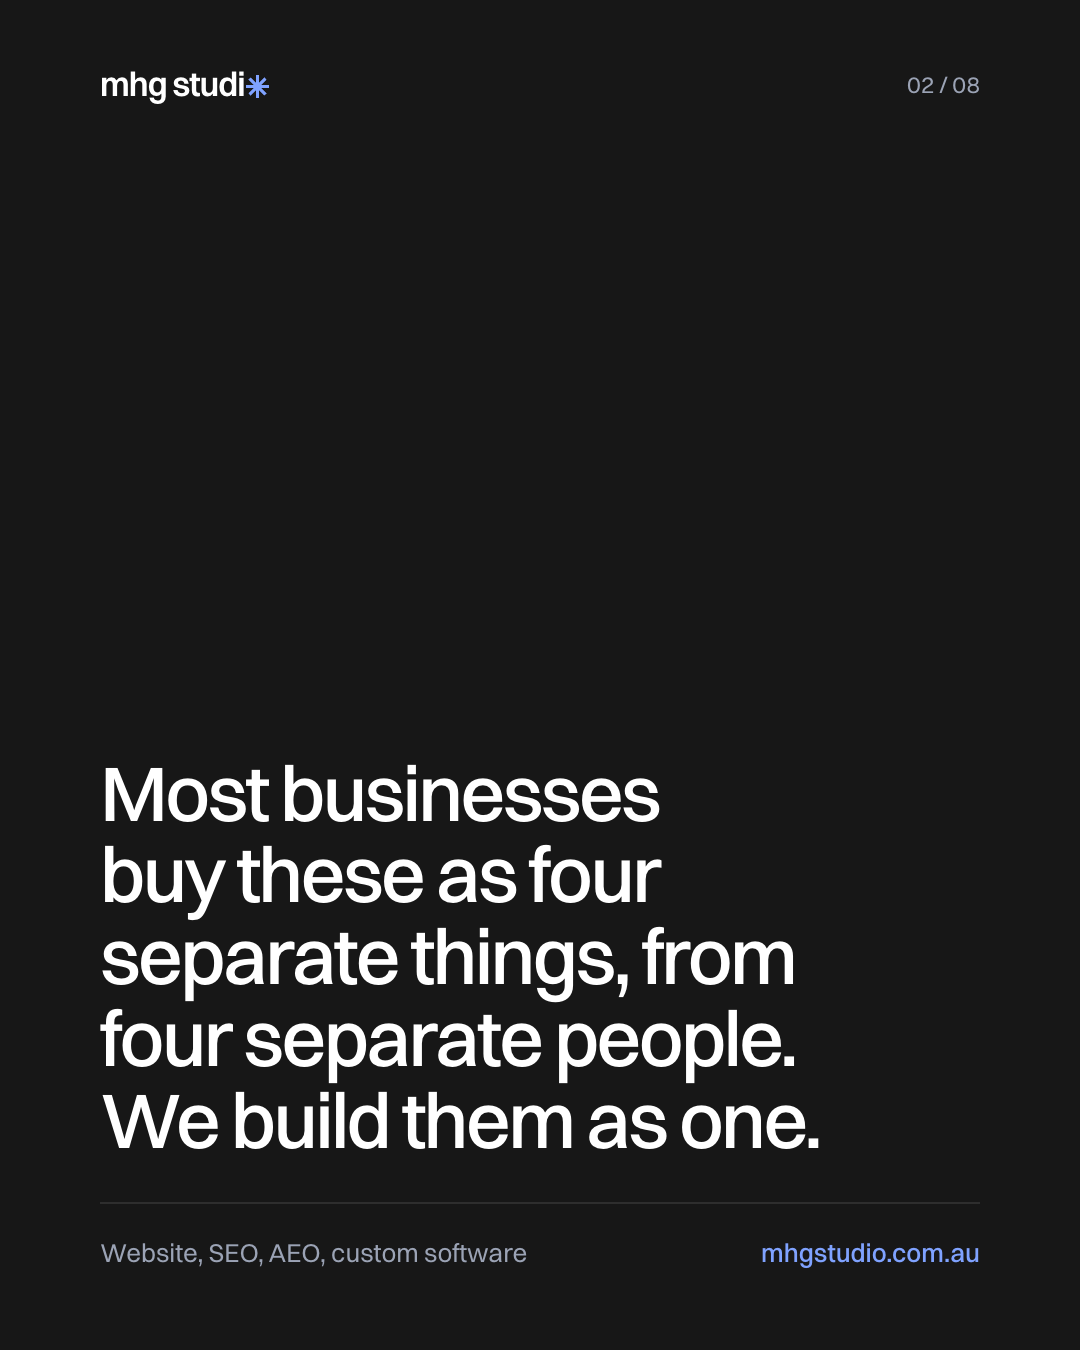 mhg studi✳
02 / 08
Most businesses
buy these as four
separate things, from
four separate people.
We build them as one.
Website, SEO, AEO, custom software
mhgstudio.com.au